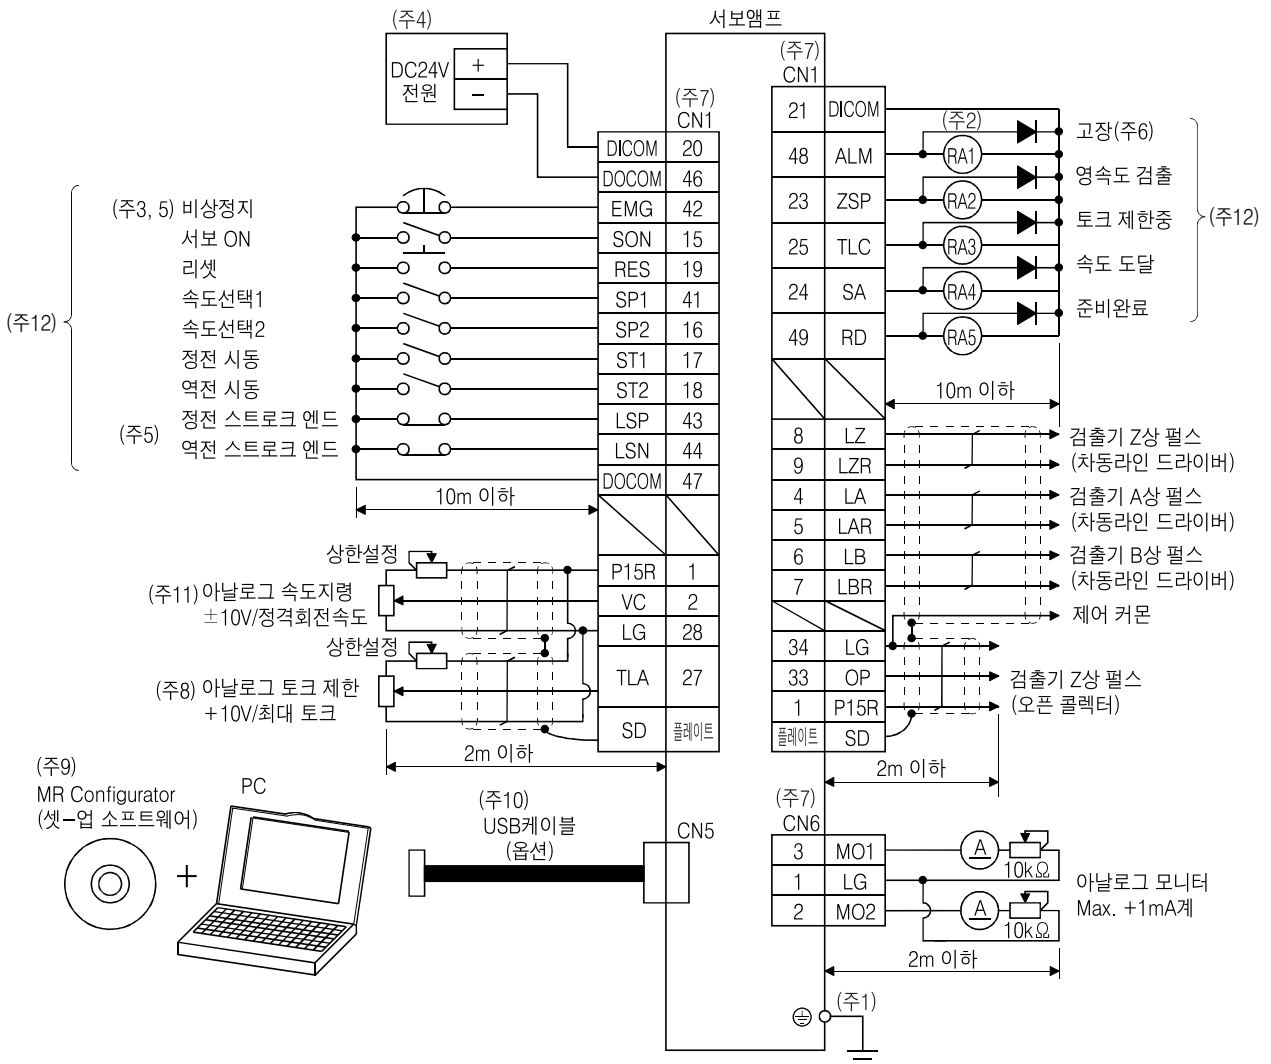 (주4)
DC24V
전원
+
−
서보앰프
(주7)
CN1
DICOM 20
DOCOM 46
EMG 42
SON 15
RES 19
SP1 41
SP2 16
ST1 17
ST2 18
LSP 43
LSN 44
DOCOM 47
P15R 1
VC 2
LG 28
TLA 27
SD 플레이트
(주12)
(주3, 5) 비상정지
서보 ON
리셋
속도선택1
속도선택2
정전 시동
역전 시동
정전 스트로크 엔드
(주5)
역전 스트로크 엔드
10m 이하
상한설정
(주11) 아날로그 속도지령
±10V/정격회전속도
상한설정
(주8) 아날로그 토크 제한
+10V/최대 토크
2m 이하
(주7)
CN1
21 DICOM
48 ALM
23 ZSP
25 TLC
24 SA
49 RD
8 LZ
9 LZR
4 LA
5 LAR
6 LB
7 LBR
34 LG
33 OP
1 P15R
플레이트 SD
(주2)
RA1
RA2
RA3
RA4
RA5
고장(주6)
영속도 검출
토크 제한중
속도 도달
준비완료
(주12)
10m 이하
검출기 Z상 펄스
(차동라인 드라이버)
검출기 A상 펄스
(차동라인 드라이버)
검출기 B상 펄스
(차동라인 드라이버)
제어 커몬
검출기 Z상 펄스
(오픈 콜렉터)
2m 이하
(주9)
MR Configurator
(셋-업 소프트웨어)
+
PC
(주10)
USB케이블
(옵션)
CN5
(주7)
CN6
3 MO1
1 LG
2 MO2
A
10kΩ
A
10kΩ
아날로그 모니터
Max. +1mA계
2m 이하
(주1)